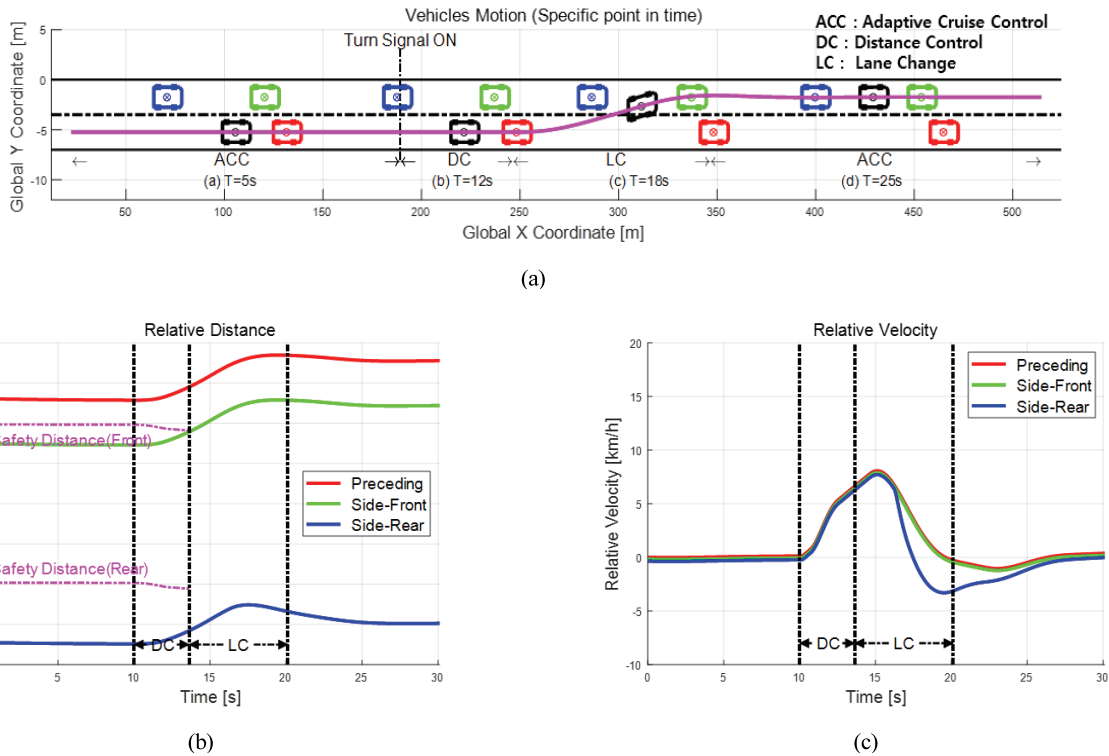 Vehicles Motion (Specific point in time)
ACC : Adaptive Cruise Control
DC : Distance Control
LC : Lane Change
Turn Signal ON
Global Y Coordinate [m]
5
0
-5
-10
ACC
DC
LC
ACC
(a) T=5s
(b) T=12s
(c) T=18s
(d) T=25s
50
100
150
200
250
300
350
400
450
500
Global X Coordinate [m]
(a)
Relative Distance
afety Distance(Front)
Preceding
Side-Front
Side-Rear
afety Distance(Rear)
DC
LC
5
10
15
20
25
30
Time [s]
(b)
Relative Velocity
Relative Velocity [km/h]
20
15
10
5
0
-5
-10
Preceding
Side-Front
Side-Rear
DC
LC
0
5
10
15
20
25
30
Time [s]
(c)